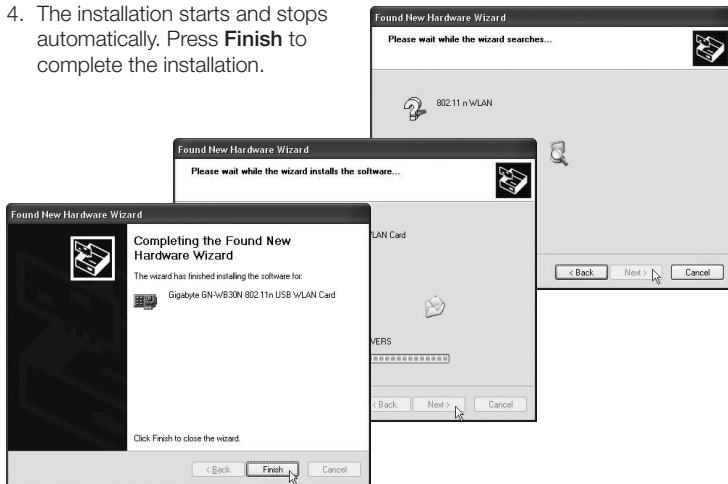 4. The installation starts and stops
automatically. Press Finish to
complete the installation.
Found New Hardware Wizard
Please wait while the wizard searches...
802.11 n WLAN
< Back Next > Cancel
Found New Hardware Wizard
Please wait while the wizard installs the software...
LAN Card
VERS
< Back Next > Cancel
Found New Hardware Wizard
Completing the Found New
Hardware Wizard
The wizard has finished installing the software for:
Gigabyte GN-WB30N 802.11n USB WLAN Card
Click Finish to close the wizard.
< Back Finish Cancel